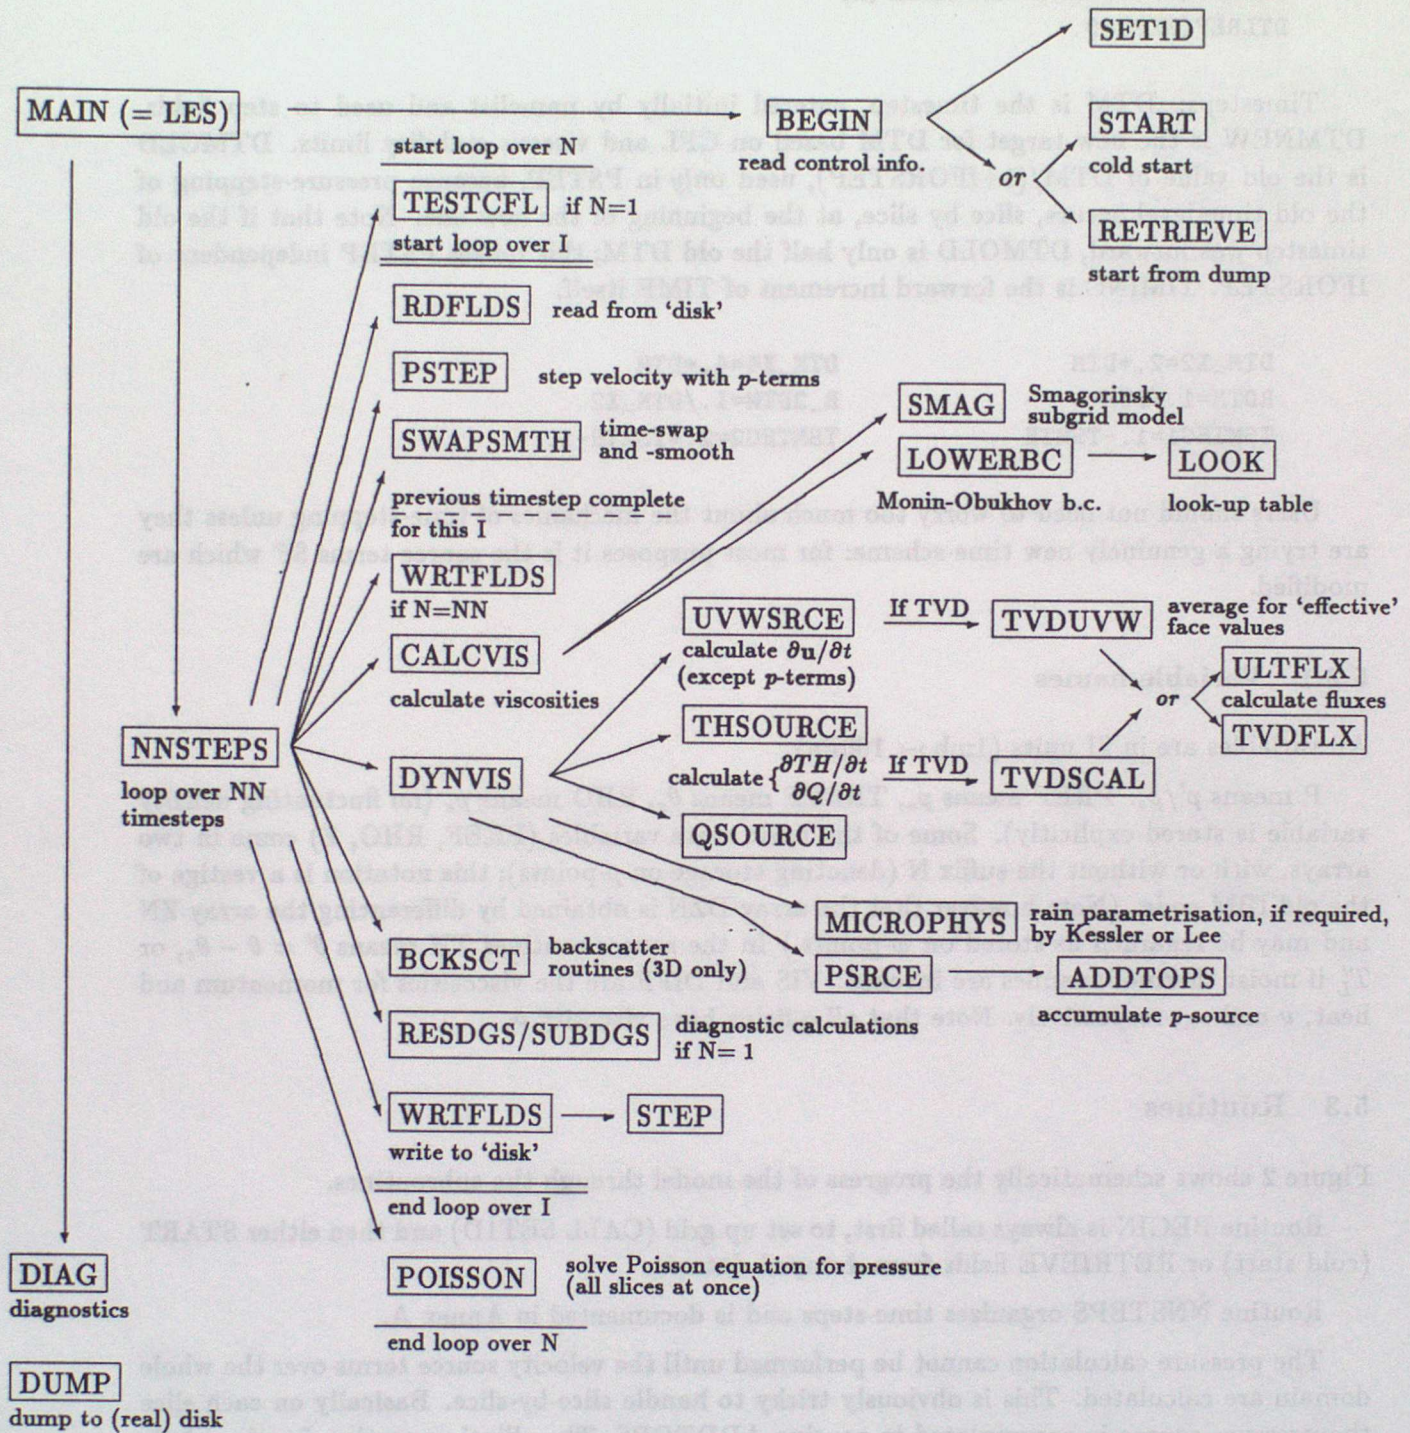 SET1D
MAIN (= LES)
BEGIN
read control info.
START
cold start
or
RETRIEVE
start from dump
start loop over N
TESTCFL if N=1
start loop over I
RDFLDS read from ‘disk’
PSTEP step velocity with p-terms
SWAPSMTH time-swap
and -smooth
previous timestep complete
for this I
WRTFLDS
if N=NN
CALCVIS
calculate viscosities
SMAG Smagorinsky
subgrid model
LOWERBC LOOK
Monin-Obukhov b.c. look-up table
NNSTEPS
loop over NN
timesteps
DYNVIS
UVWSRCE If TVD TVDUVW average for ‘effective’
face values
calculate ∂u/∂t
(except p-terms)
ULTFLX
or calculate fluxes
TVDFLX
THSOURCE
calculate { ∂TH/∂t If TVD TVDSCAL
∂Q/∂t
QSOURCE
MICROPHYS rain parametrisation, if required,
by Kessler or Lee
BCKSCT backscatter
routines (3D only)
PSRCE ADDTOPS
accumulate p-source
RESDGS/SUBDGS diagnostic calculations
if N= 1
WRTFLDS STEP
write to ‘disk’
end loop over I
DIAG
diagnostics
POISSON solve Poisson equation for pressure
(all slices at once)
end loop over N
DUMP
dump to (real) disk